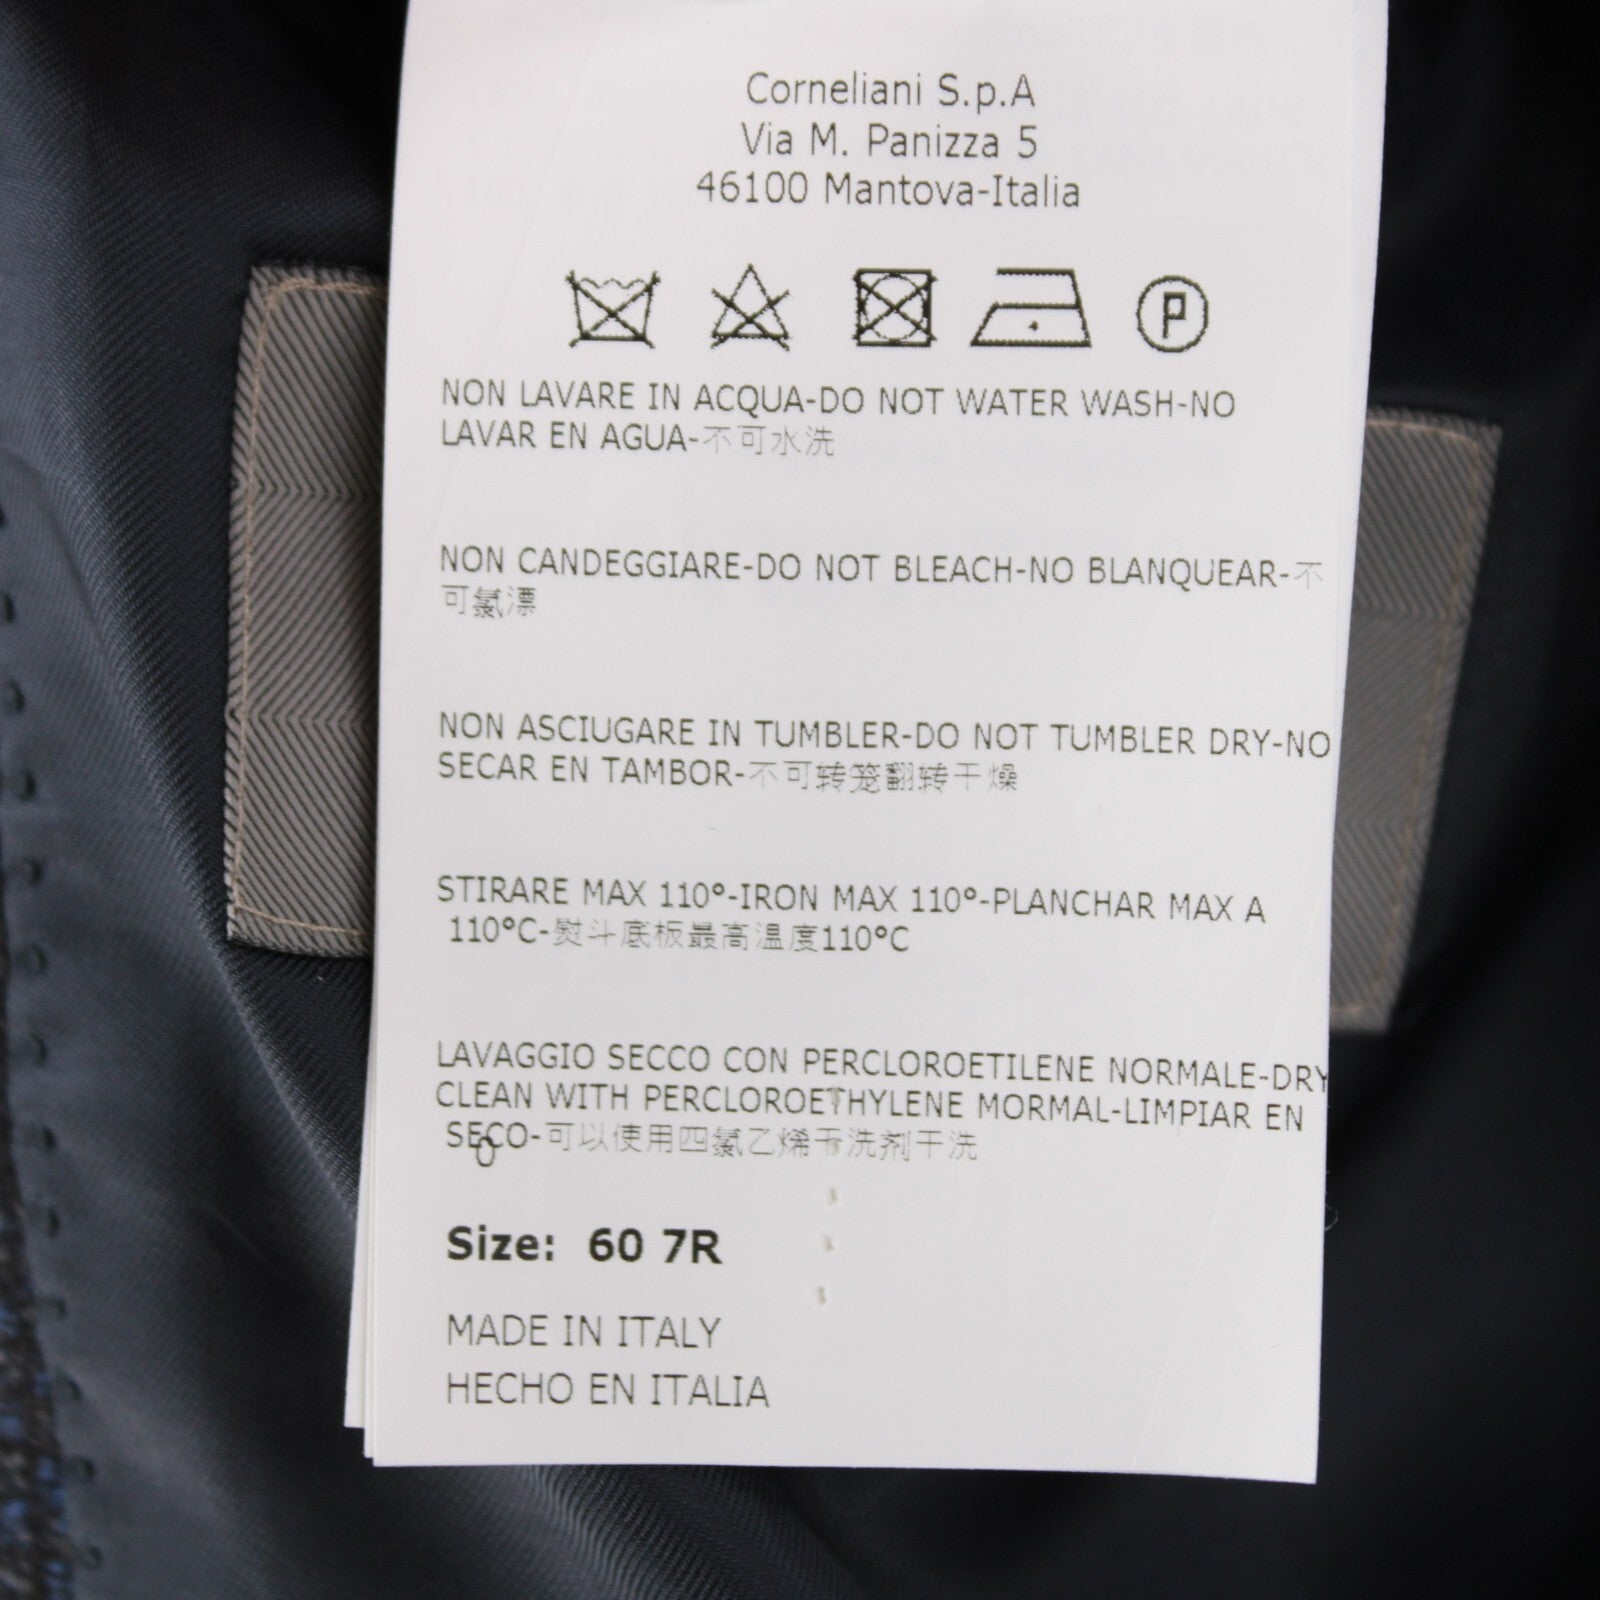 Corneliani S.p.A
Via M. Panizza 5
46100 Mantova-Italia
P
NON LAVARE IN ACQUA-DO NOT WATER WASH-NO
LAVAR EN AGUA-不可水洗
NON CANDEGGIARE-DO NOT BLEACH-NO BLANQUEAR-不
可氯漂
NON ASCIUGARE IN TUMBLER-DO NOT TUMBLER DRY-NO
SECAR EN TAMBOR-不可转笼翻转干燥
STIRARE MAX 110°-IRON MAX 110°-PLANCHAR MAX A
110°C-熨斗底板最高温度110°C
LAVAGGIO SECCO CON PERCLOROETILENE NORMALE-DRY
CLEAN WITH PERCLOROETHYLENE MORMAL-LIMPIAR EN
SECO-可以使用四氯乙烯干洗剂干洗
Size: 60 7R
MADE IN ITALY
HECHO EN ITALIA